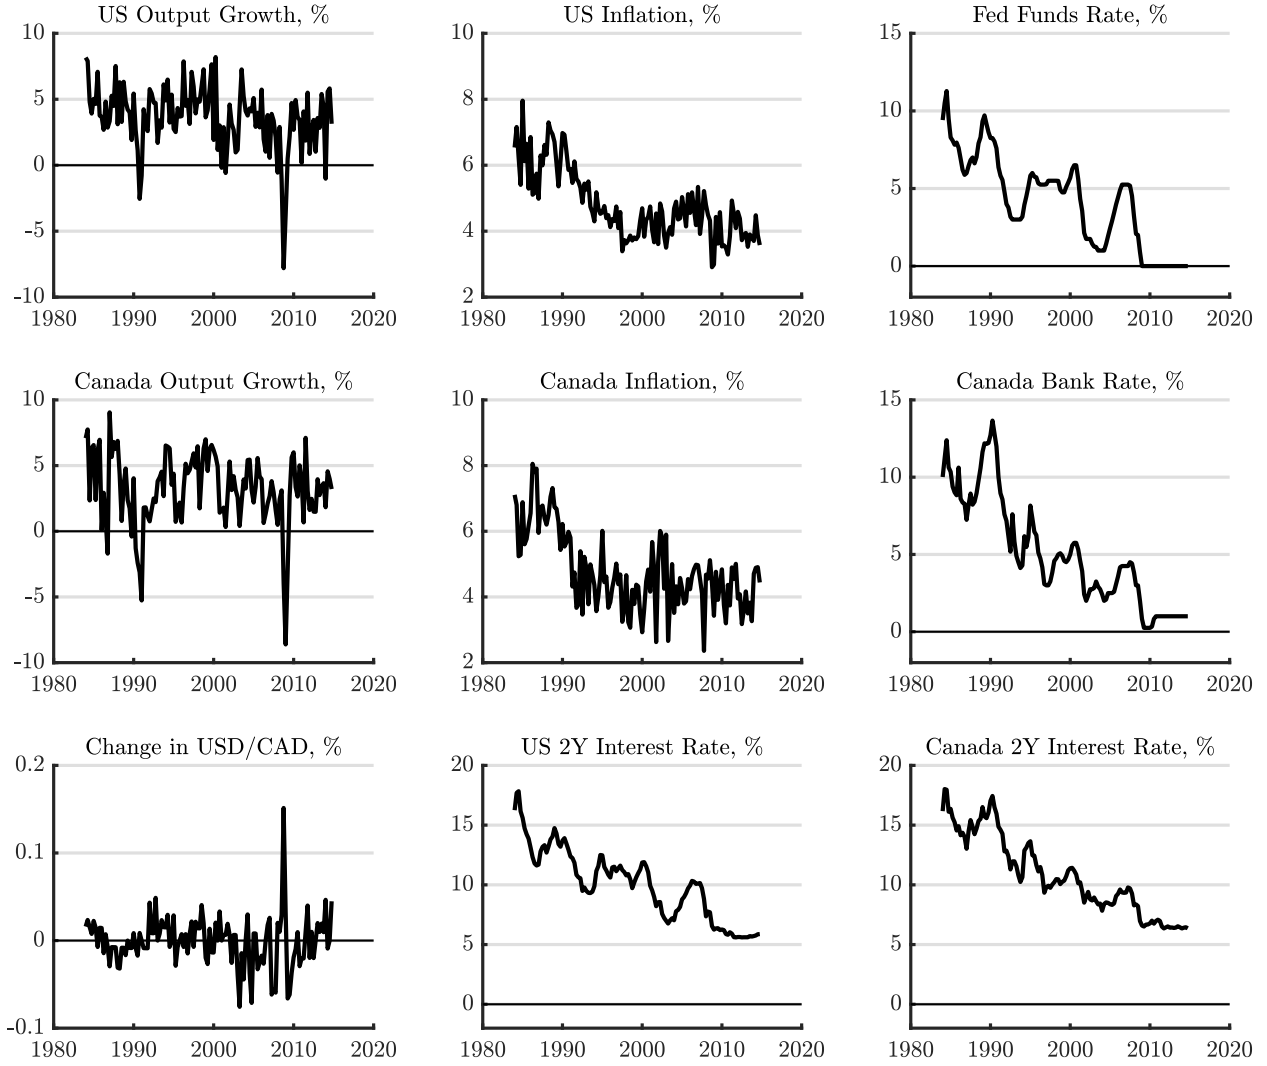 US Output Growth, %
10
5
0
-5
-10
1980 1990 2000 2010 2020
US Inflation, %
10
8
6
4
2
1980 1990 2000 2010 2020
Fed Funds Rate, %
15
10
5
0
1980 1990 2000 2010 2020
Canada Output Growth, %
10
5
0
-5
-10
1980 1990 2000 2010 2020
Canada Inflation, %
10
8
6
4
2
1980 1990 2000 2010 2020
Canada Bank Rate, %
15
10
5
0
1980 1990 2000 2010 2020
Change in USD/CAD, %
0.2
0.1
0
-0.1
1980 1990 2000 2010 2020
US 2Y Interest Rate, %
20
15
10
5
0
1980 1990 2000 2010 2020
Canada 2Y Interest Rate, %
20
15
10
5
0
1980 1990 2000 2010 2020